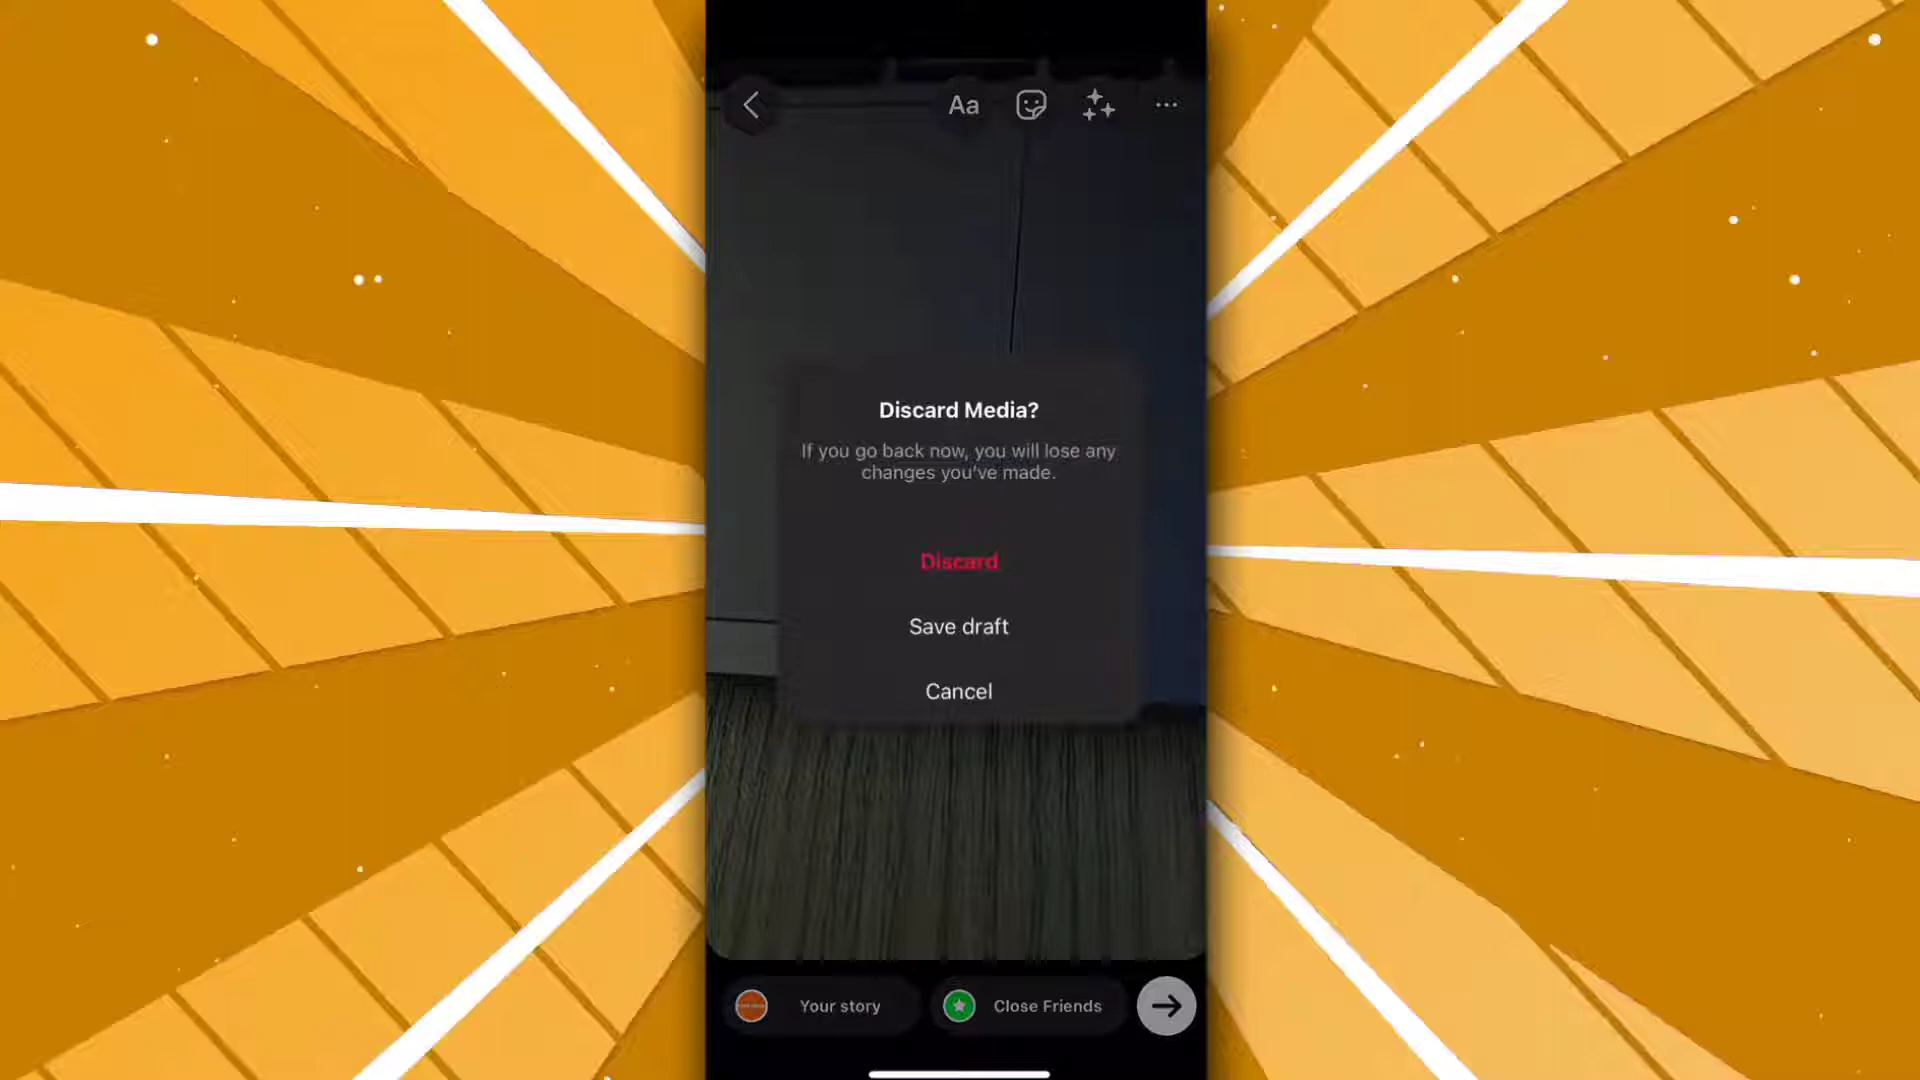 Aa
Discard Media?
If you go back now, you will lose any
changes you've made.
Discard
Save draft
Cancel
Your story
Close Friends